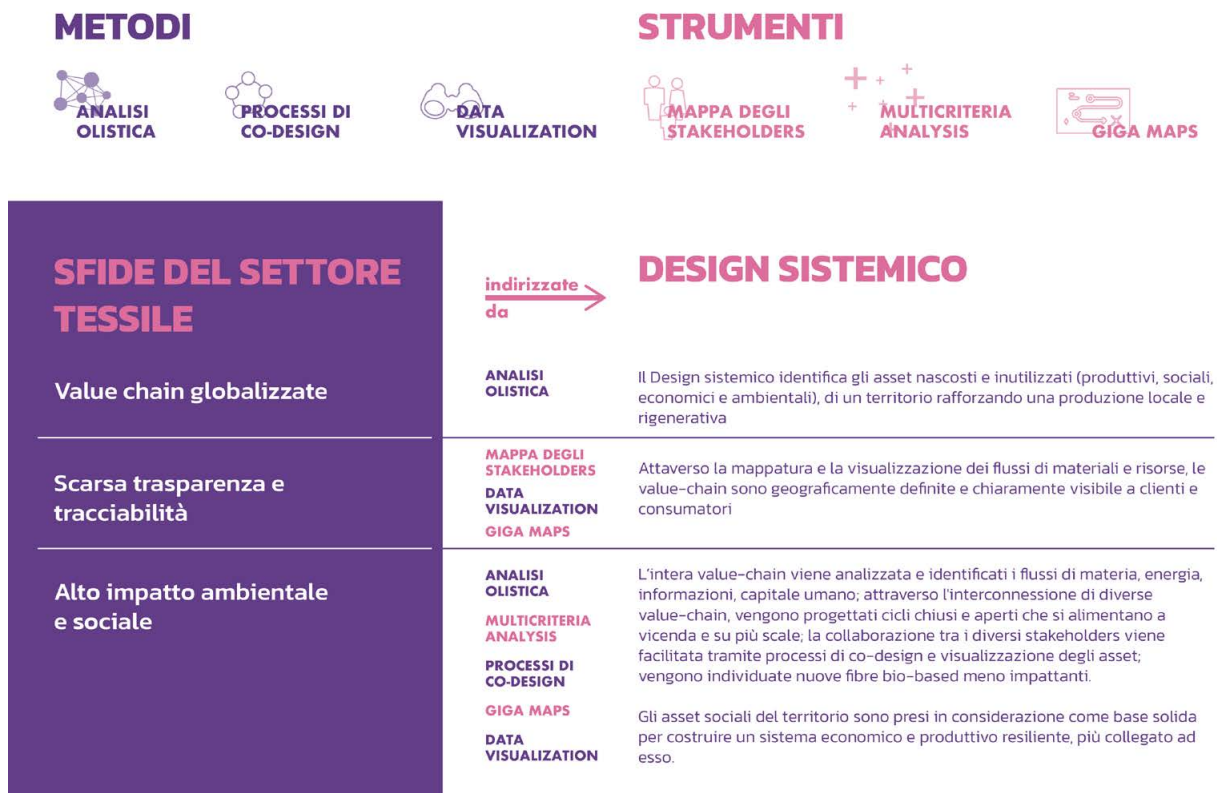 METODI
STRUMENTI
ANALISI
OLISTICA
PROCESSI DI
CO-DESIGN
DATA
VISUALIZATION
MAPPA DEGLI
STAKEHOLDERS
MULTICRITERIA
ANALYSIS
GIGA MAPS
SFIDE DEL SETTORE
TESSILE
indirizzate
da
DESIGN SISTEMICO
Value chain globalizzate
ANALISI
OLISTICA
Il Design sistemico identifica gli asset nascosti e inutilizzati (produttivi, sociali,
economici e ambientali), di un territorio rafforzando una produzione locale e
rigenerativa
Scarsa trasparenza e
tracciabilità
MAPPA DEGLI
STAKEHOLDERS
DATA
VISUALIZATION
GIGA MAPS
Attaverso la mappatura e la visualizzazione dei flussi di materiali e risorse, le
value-chain sono geograficamente definite e chiaramente visibile a clienti e
consumatori
Alto impatto ambientale
e sociale
ANALISI
OLISTICA
MULTICRITERIA
ANALYSIS
PROCESSI DI
CO-DESIGN
GIGA MAPS
DATA
VISUALIZATION
L'intera value-chain viene analizzata e identificati i flussi di materia, energia,
informazioni, capitale umano; attraverso l'interconnessione di diverse
value-chain, vengono progettati cicli chiusi e aperti che si alimentano a
vicenda e su più scale; la collaborazione tra i diversi stakeholders viene
facilitata tramite processi di co-design e visualizzazione degli asset;
vengono individuate nuove fibre bio-based meno impattanti.
Gli asset sociali del territorio sono presi in considerazione come base solida
per costruire un sistema economico e produttivo resiliente, più collegato ad
esso.